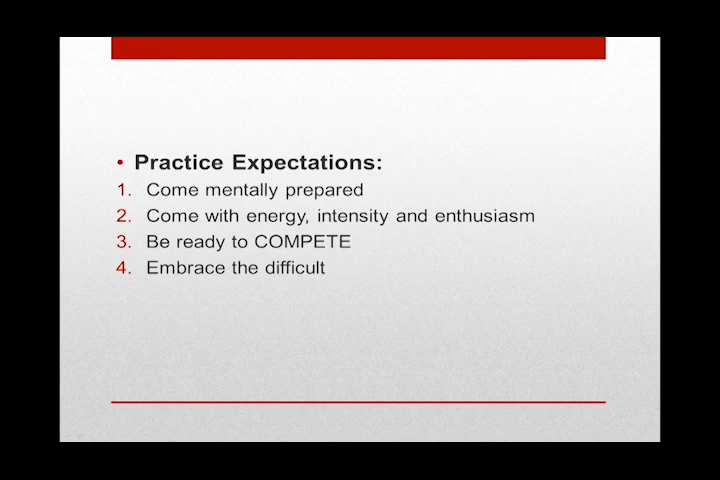 • Practice Expectations:
1. Come mentally prepared
2. Come with energy, intensity and enthusiasm
3. Be ready to COMPETE
4. Embrace the difficult